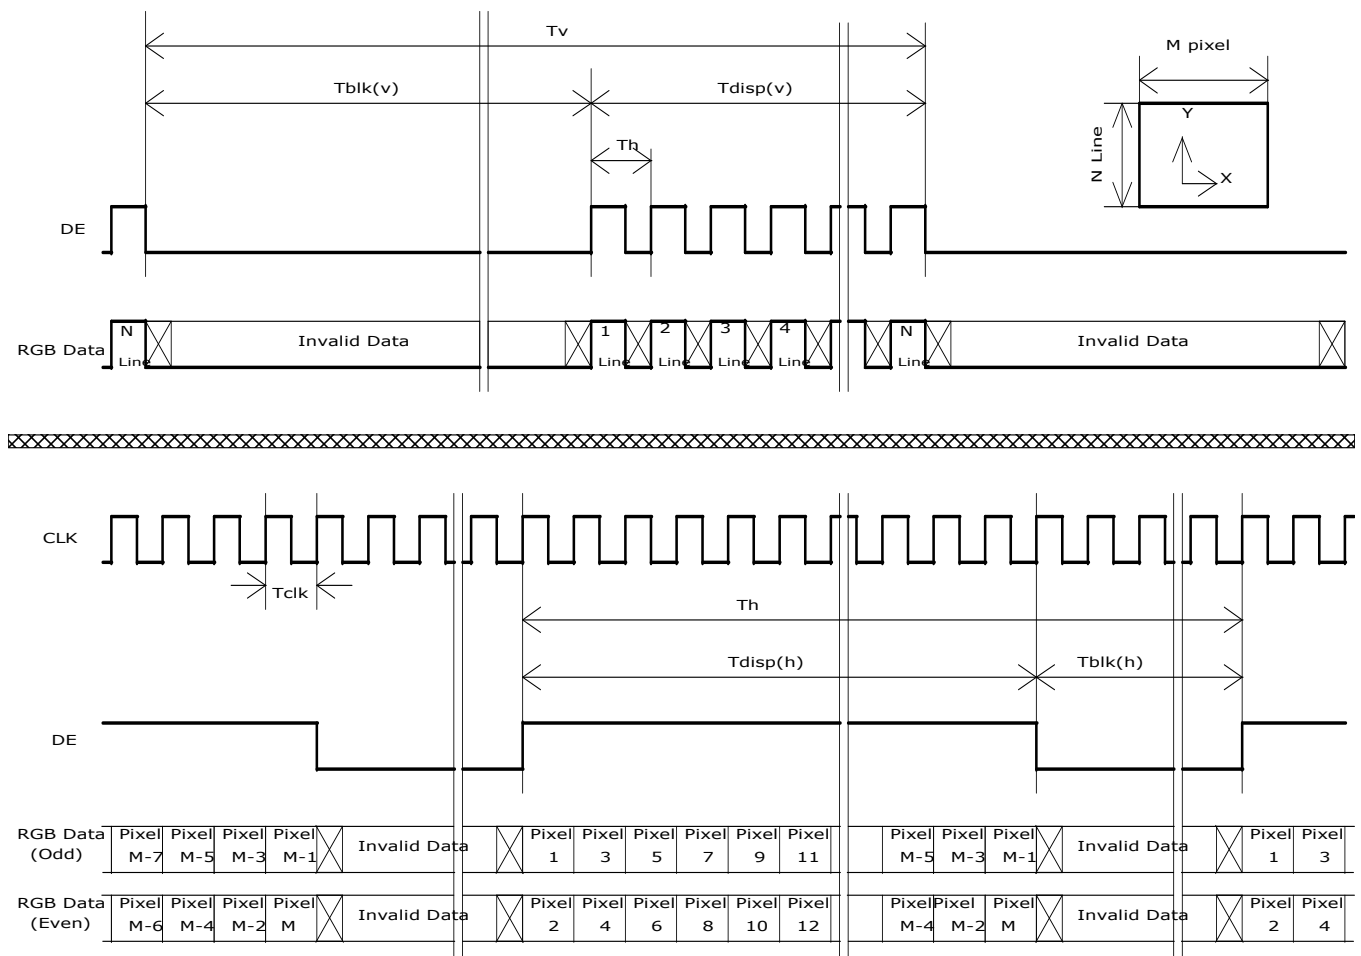 Tv
M pixel
Tblk(v)
Tdisp(v)
Y
N Line
Th
X
DE
N
1
2
3
4
N
RGB Data
Line
Invalid Data
Line
Line
Line
Line
Line
Invalid Data
CLK
Tclk
Th
Tdisp(h)
Tblk(h)
DE
RGB Data
(Odd)
Pixel Pixel Pixel Pixel
M-7 M-5 M-3 M-1
Invalid Data
Pixel Pixel Pixel Pixel Pixel Pixel
1 3 5 7 9 11
Pixel Pixel Pixel
M-5 M-3 M-1
Invalid Data
Pixel Pixel
1 3
RGB Data
(Even)
Pixel Pixel Pixel Pixel
M-6 M-4 M-2 M
Invalid Data
Pixel Pixel Pixel Pixel Pixel Pixel
2 4 6 8 10 12
Pixel Pixel Pixel
M-4 M-2 M
Invalid Data
Pixel Pixel
2 4